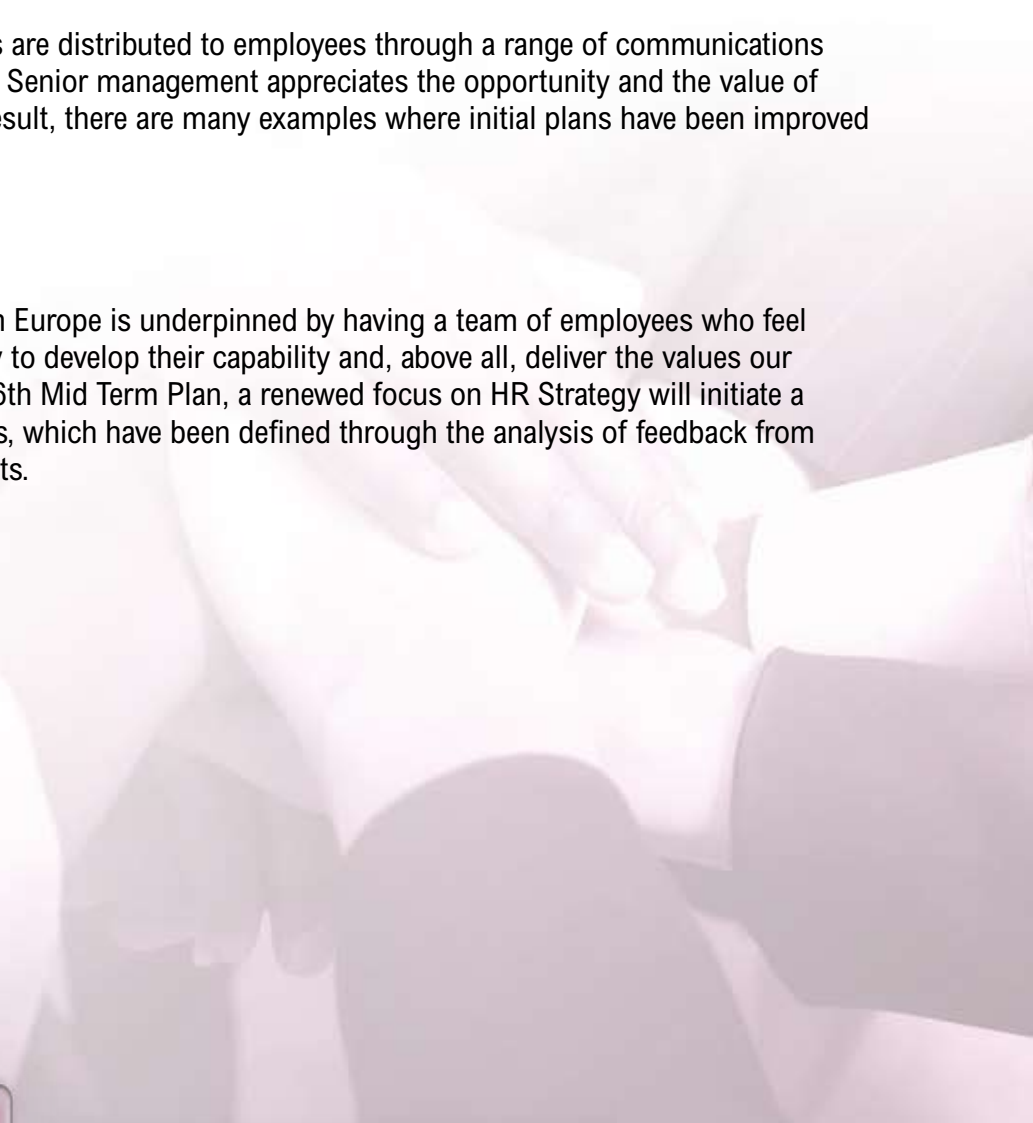 s are distributed to employees through a range of communications
Senior management appreciates the opportunity and the value of
esult, there are many examples where initial plans have been improved
n Europe is underpinned by having a team of employees who feel
y to develop their capability and, above all, deliver the values our
6th Mid Term Plan, a renewed focus on HR Strategy will initiate a
s, which have been defined through the analysis of feedback from
ts.